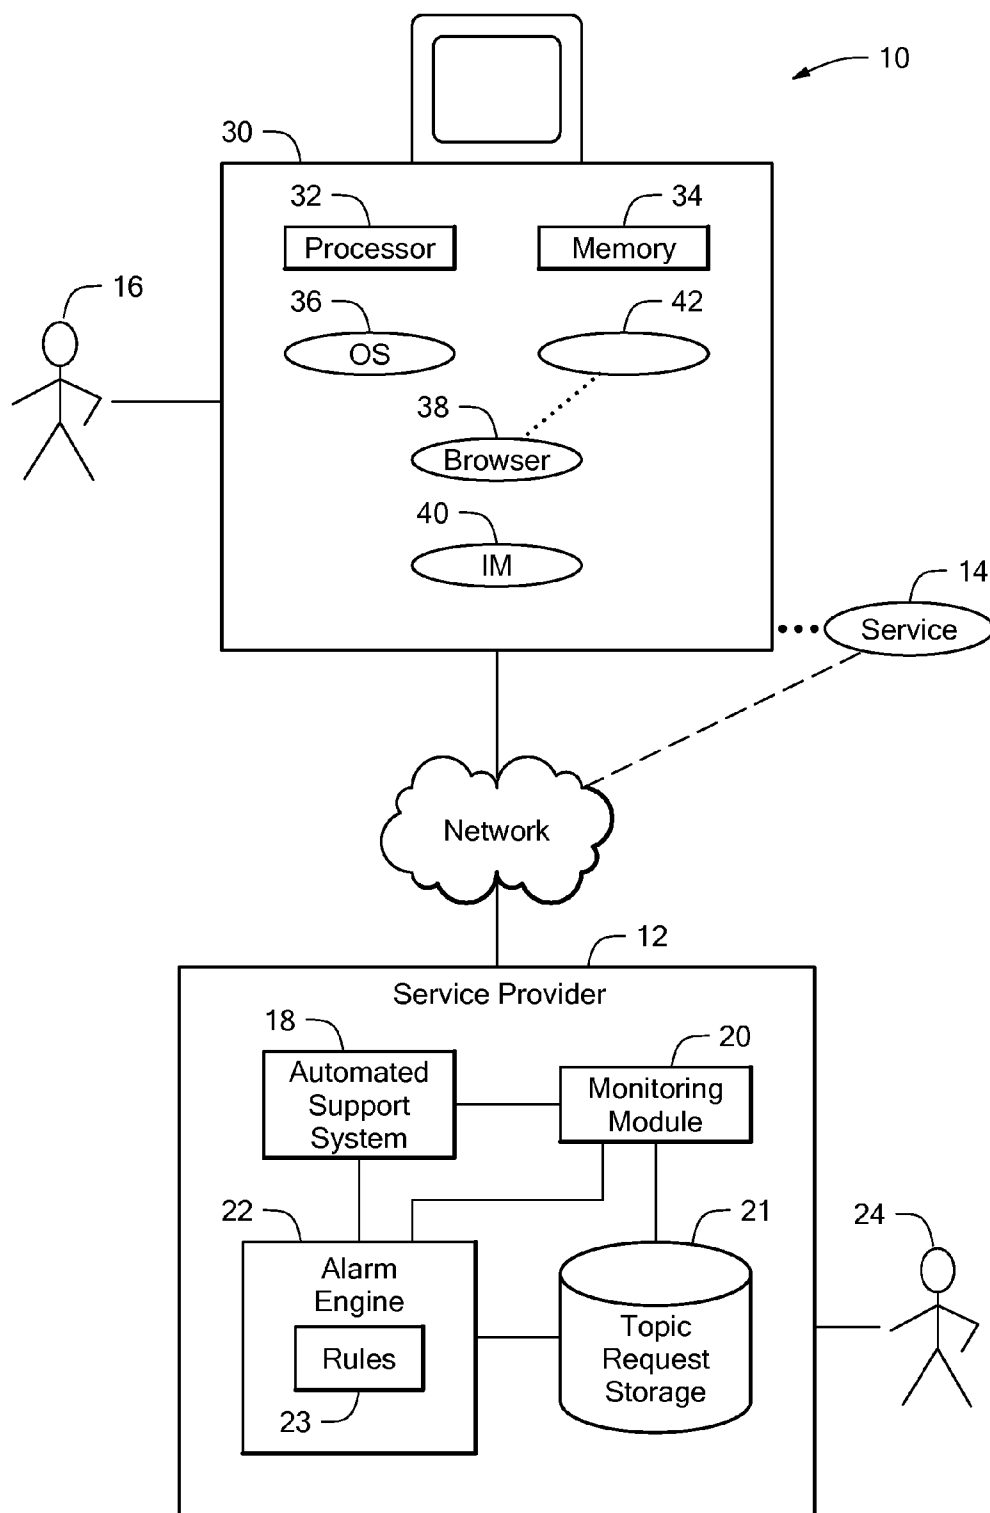 10
30
32
34
Processor
Memory
16
36
42
OS
38
Browser
40
IM
14
Service
Network
12
Service Provider
18
20
Automated
Support
System
Monitoring
Module
22
21
24
Alarm
Engine
Rules
23
Topic
Request
Storage